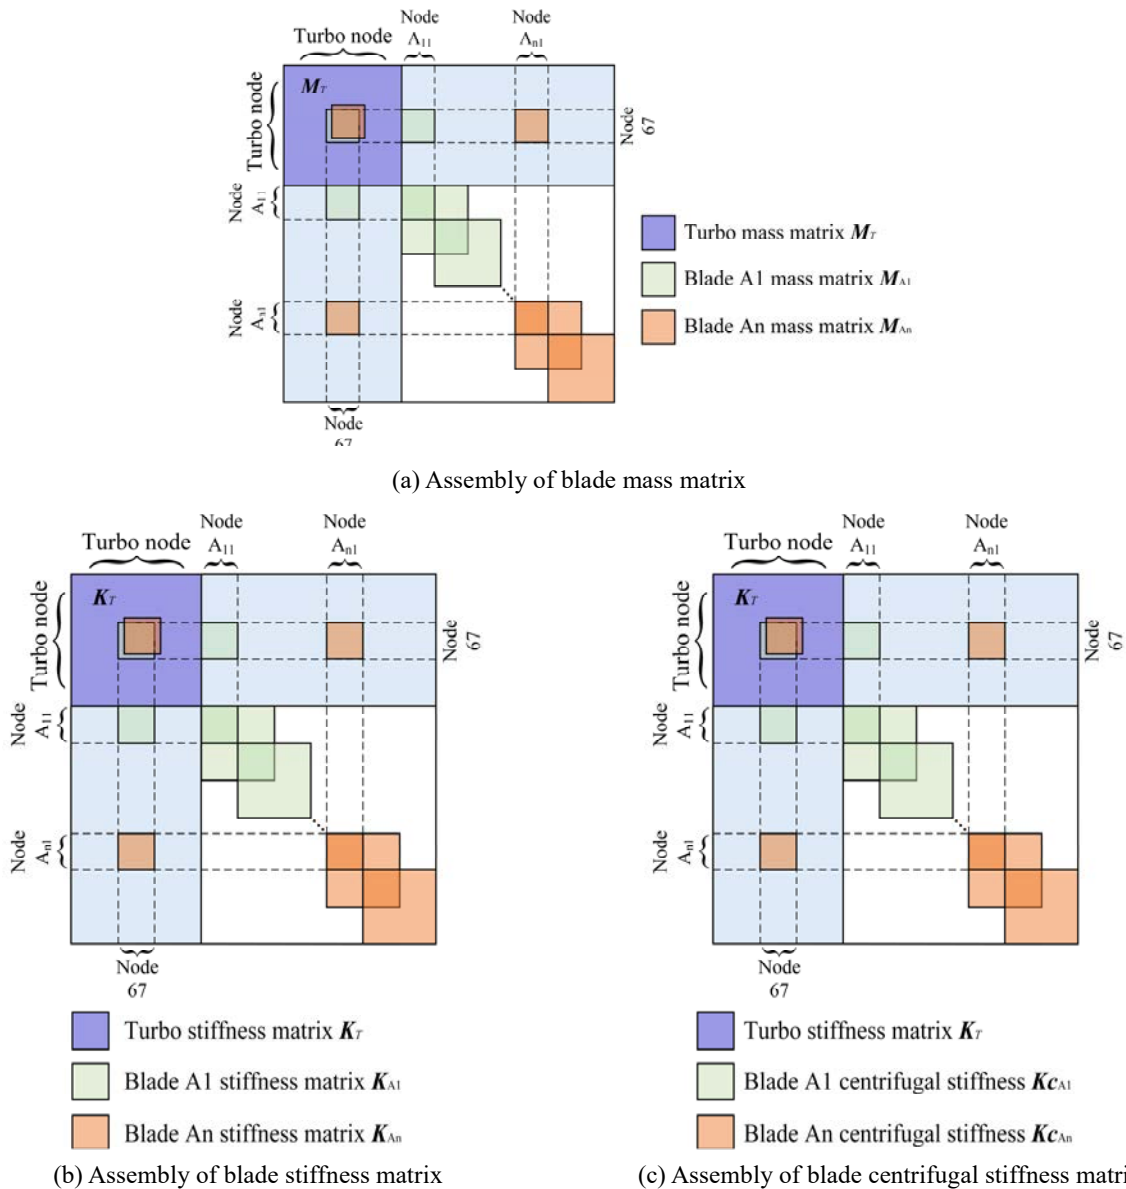 Node
A11
Node
An1
Turbo node
MT
Turbo node
Node
67
Node
A11
Node
An1
Node
67
Turbo mass matrix MT
Blade A1 mass matrix MA1
Blade An mass matrix MAn
(a) Assembly of blade mass matrix
Node
A11
Node
An1
Turbo node
KT
Turbo node
Node
67
Node
A11
Node
An1
Node
67
Turbo stiffness matrix KT
Blade A1 stiffness matrix KA1
Blade An stiffness matrix KAn
(b) Assembly of blade stiffness matrix
Node
A11
Node
An1
Turbo node
KT
Turbo node
Node
67
Node
A11
Node
An1
Node
67
Turbo stiffness matrix KT
Blade A1 centrifugal stiffness KcA1
Blade An centrifugal stiffness KcAn
(c) Assembly of blade centrifugal stiffness matri